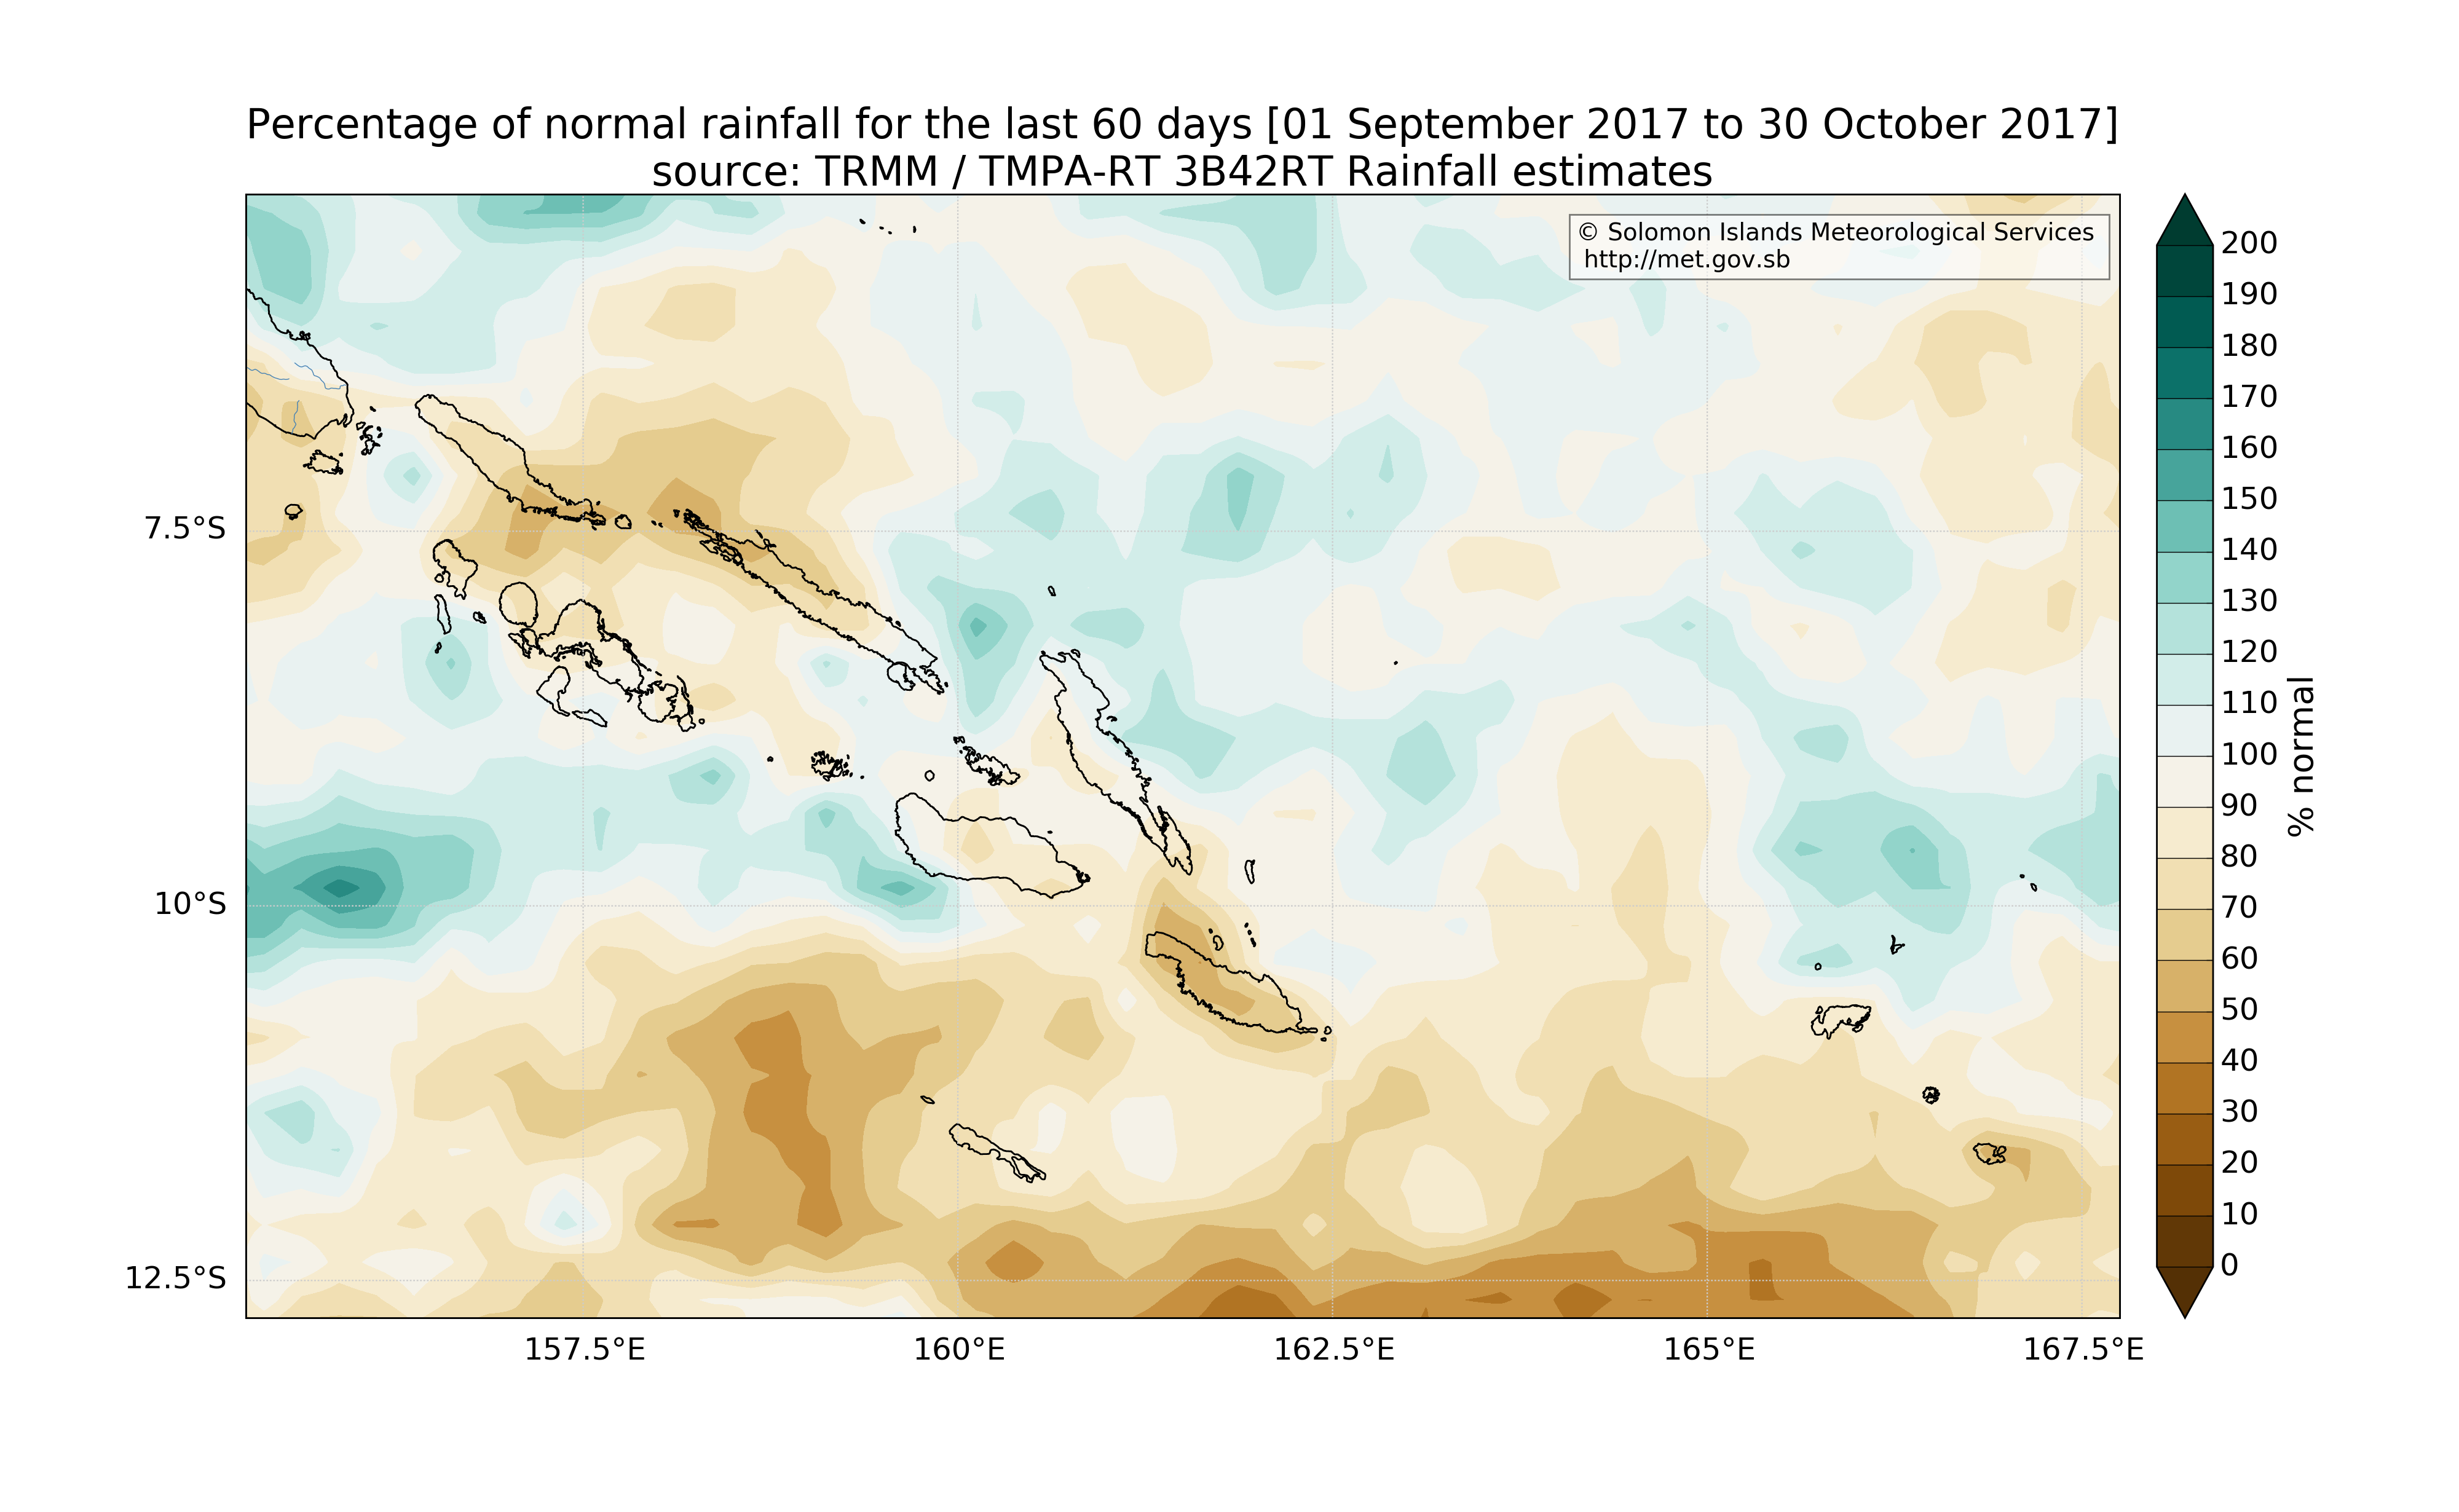 Percentage of normal rainfall for the last 60 days [01 September 2017 to 30 October 2017]
source: TRMM / TMPA-RT 3B42RT Rainfall estimates
© Solomon Islands Meteorological Services
http://met.gov.sb
7.5°S
10°S
12.5°S
157.5°E
160°E
162.5°E
165°E
167.5°E
200
190
180
170
160
150
140
130
120
110
100
90
80
70
60
50
40
30
20
10
0
% normal